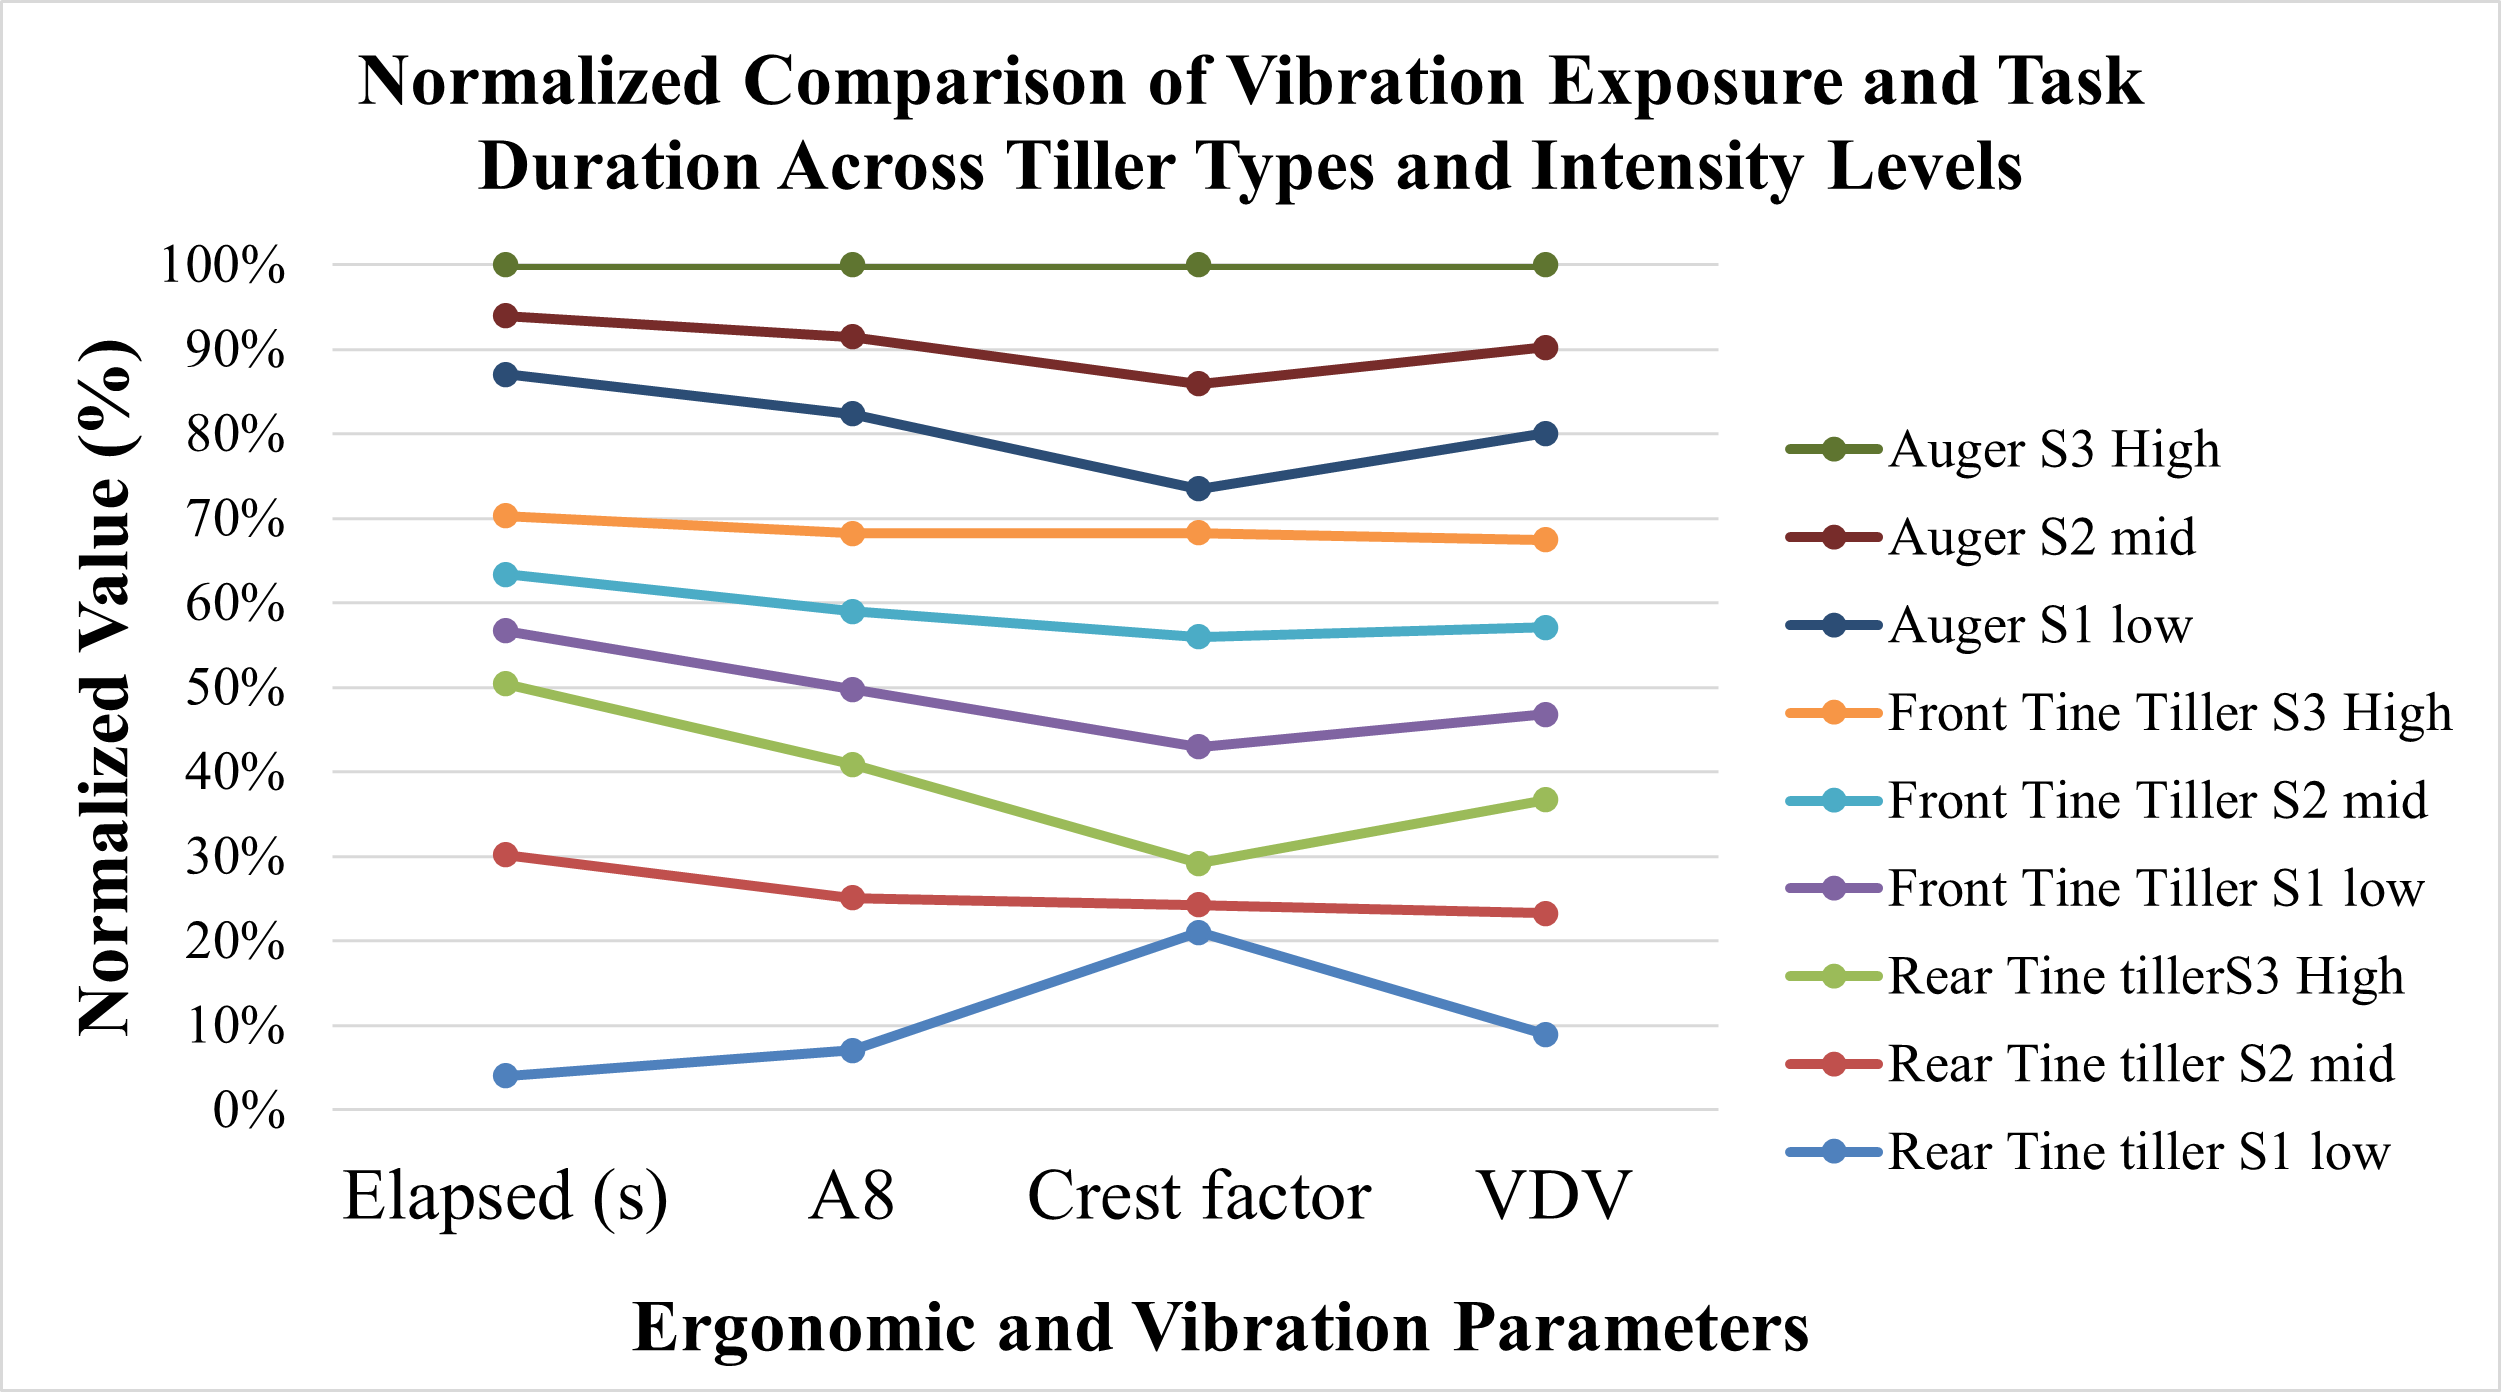 Normalized Comparison of Vibration Exposure and Task
Duration Across Tiller Types and Intensity Levels
Normalized Value (%)
100%
90%
80%
70%
60%
50%
40%
30%
20%
10%
0%
Elapsed (s)
A8
Crest factor
VDV
Ergonomic and Vibration Parameters
Auger S3 High
Auger S2 mid
Auger S1 low
Front Tine Tiller S3 High
Front Tine Tiller S2 mid
Front Tine Tiller S1 low
Rear Tine tillerS3 High
Rear Tine tiller S2 mid
Rear Tine tiller S1 low